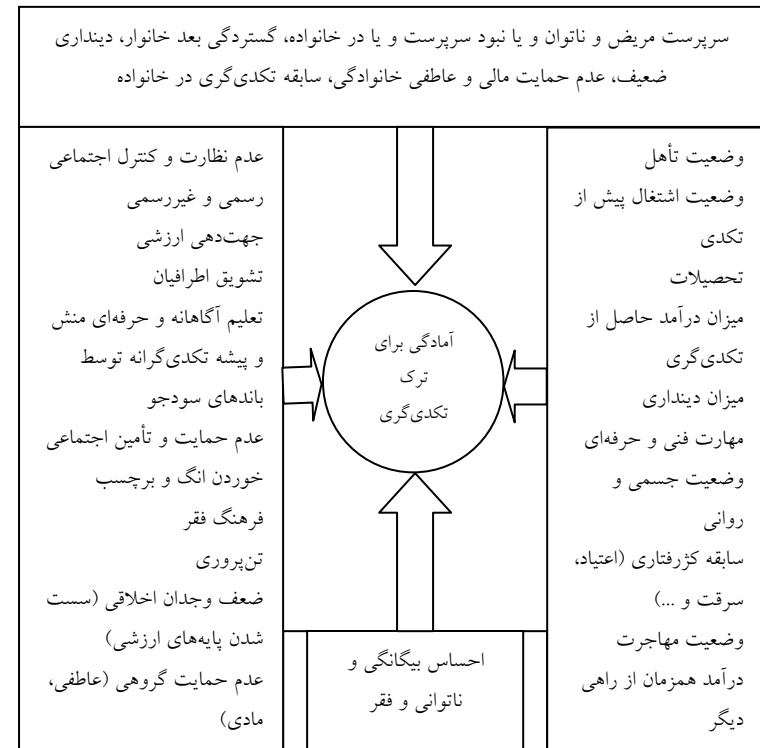 سرپرست مریض و ناتوان و یا نبود سرپرست و یا در خانواده، گستردگی بعد خانوار، دینداری
ضعیف، عدم حمایت مالی و عاطفی خانوادگی، سابقه تکدی‌گری در خانواده
وضعیت تأهل
وضعیت اشتغال پیش از
تکدی
تحصیلات
میزان درآمد حاصل از
تکدی‌گری
میزان دینداری
مهارت فنی و حرفه‌ای
وضعیت جسمی و
روانی
سابقه کژرفتاری (اعتیاد،
سرقت و ...)
وضعیت مهاجرت
درآمد همزمان از راهی
دیگر
آمادگی برای
ترک
تکدی‌گری
احساس بیگانگی و
ناتوانی و فقر
عدم نظارت و کنترل اجتماعی
رسمی و غیررسمی
جهت‌دهی ارزشی
تشویق اطرافیان
تعلیم آگاهانه و حرفه‌ای منش
و پیشه تکدی‌گرانه توسط
باندهای سودجو
عدم حمایت و تأمین اجتماعی
خوردن انگ و برچسب
فرهنگ فقر
تن‌پروری
ضعف وجدان اخلاقی (سست
شدن پایه‌های ارزشی)
عدم حمایت گروهی (عاطفی،
مادی)